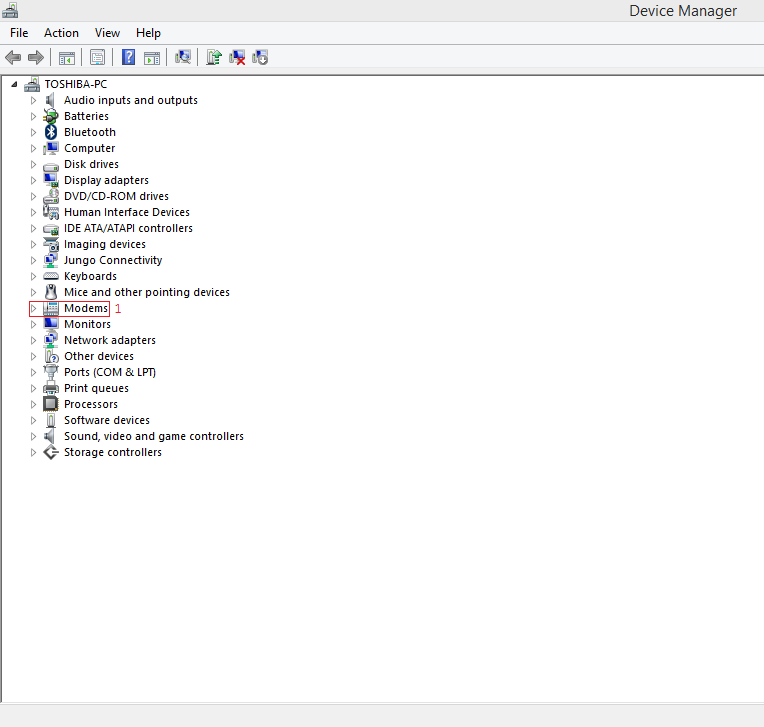 Device Manager
File Action View Help
TOSHIBA-PC
Audio inputs and outputs
Batteries
Bluetooth
Computer
Disk drives
Display adapters
DVD/CD-ROM drives
Human Interface Devices
IDE ATA/ATAPI controllers
Imaging devices
Jungo Connectivity
Keyboards
Mice and other pointing devices
Modems 1
Monitors
Network adapters
Other devices
Ports (COM & LPT)
Print queues
Processors
Software devices
Sound, video and game controllers
Storage controllers